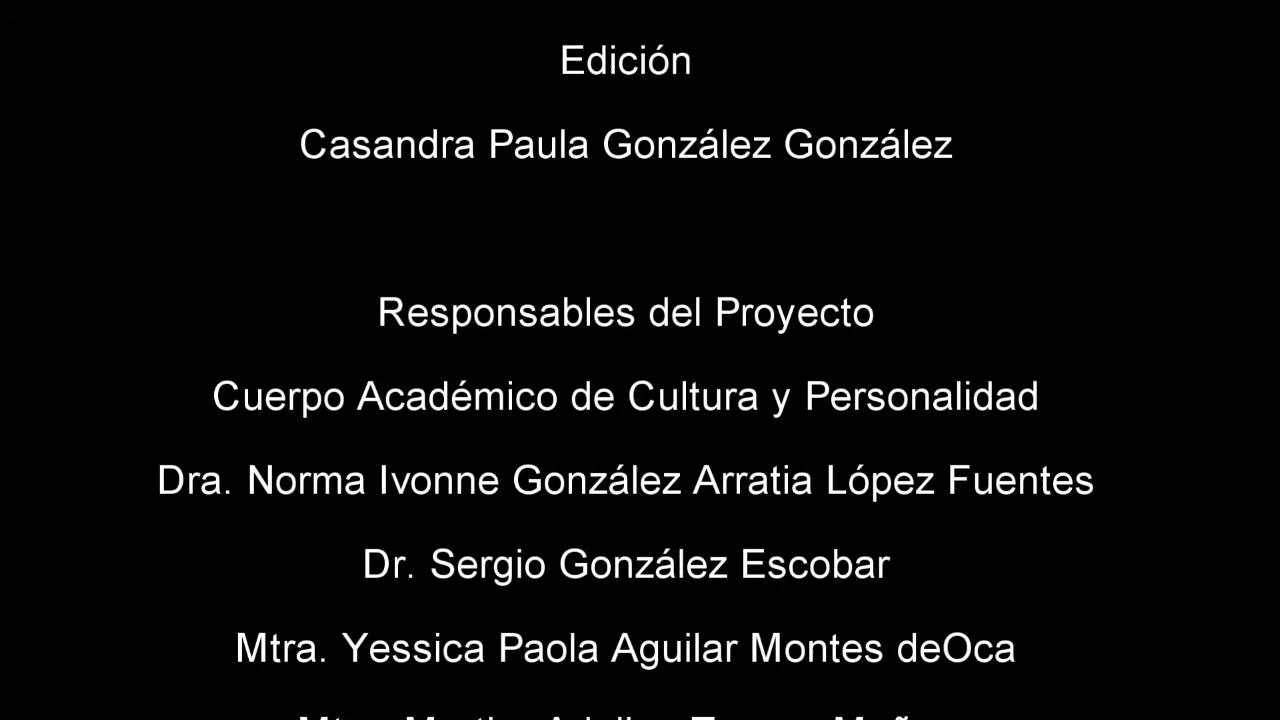 Edición
Casandra Paula González González
Responsables del Proyecto
Cuerpo Académico de Cultura y Personalidad
Dra. Norma Ivonne González Arratia López Fuentes
Dr. Sergio González Escobar
Mtra. Yessica Paola Aguilar Montes deOca